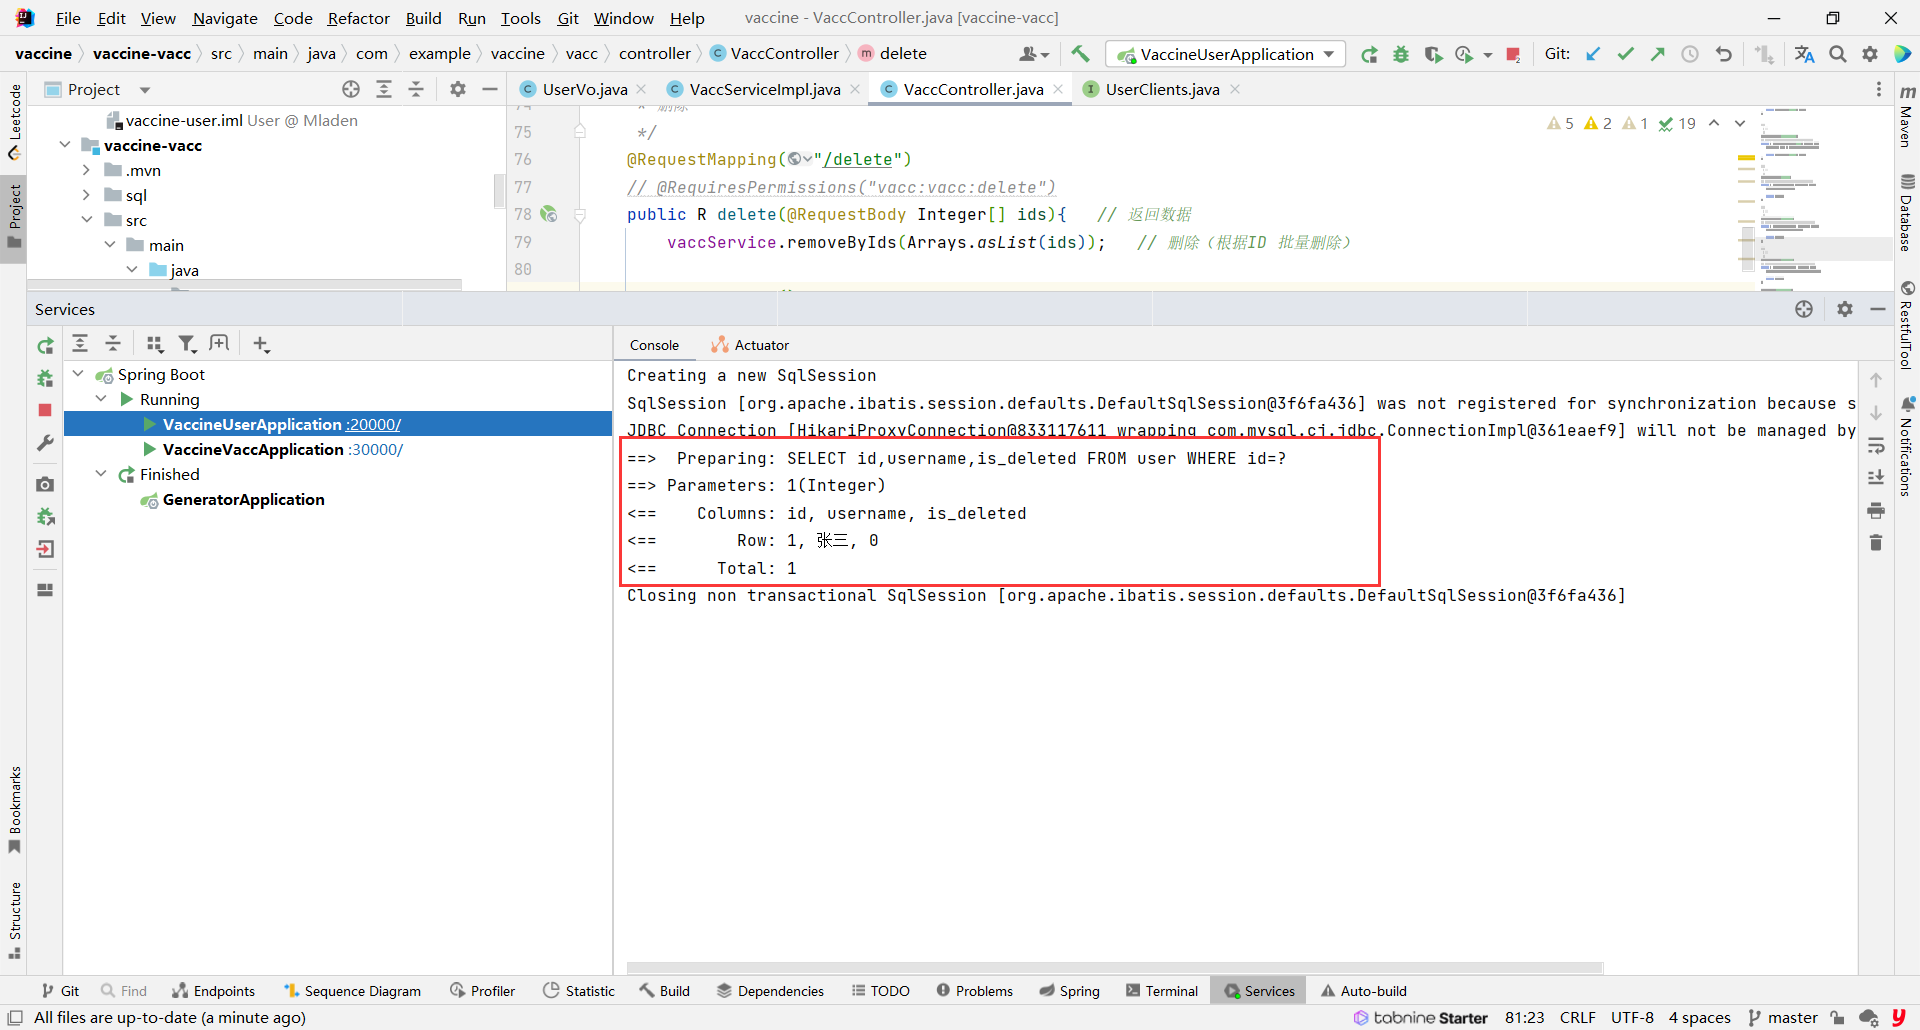 File Edit View Navigate Code Refactor Build Run Tools Git Window Help vaccine - VaccController.java [vaccine-vacc]
vaccine vaccine-vacc src main java com example vaccine vacc controller VaccController delete VaccineUserApplication Git:
Project
UserVo.java VaccServiceImpl.java VaccController.java UserClients.java
Leetcode
Project
Bookmarks
Structure
vaccine-user.iml User @ Mladen
vaccine-vacc
.mvn
sql
src
main
java
74 * 删除
75 */
76 @RequestMapping("/delete")
77 // @RequiresPermissions("vacc:vacc:delete")
78 public R delete(@RequestBody Integer[] ids){ // 返回数据
79 vaccService.removeByIds(Arrays.asList(ids)); // 删除（根据ID 批量删除）
80
5 2 1 19
Maven
Database
RestfulTool
Notifications
Services
Spring Boot
Running
VaccineUserApplication :20000/
VaccineVaccApplication :30000/
Finished
GeneratorApplication
Console Actuator
Creating a new SqlSession
SqlSession [org.apache.ibatis.session.defaults.DefaultSqlSession@3f6fa436] was not registered for synchronization because s
JDBC Connection [HikariProxyConnection@833117611 wrapping com.mysql.cj.jdbc.ConnectionImpl@361eaef9] will not be managed by
==> Preparing: SELECT id,username,is_deleted FROM user WHERE id=?
==> Parameters: 1(Integer)
<== Columns: id, username, is_deleted
<== Row: 1, 张三, 0
<== Total: 1
Closing non transactional SqlSession [org.apache.ibatis.session.defaults.DefaultSqlSession@3f6fa436]
Git Find Endpoints Sequence Diagram Profiler Statistic Build Dependencies TODO Problems Spring Terminal Services Auto-build
All files are up-to-date (a minute ago) tabnine Starter 81:23 CRLF UTF-8 4 spaces master